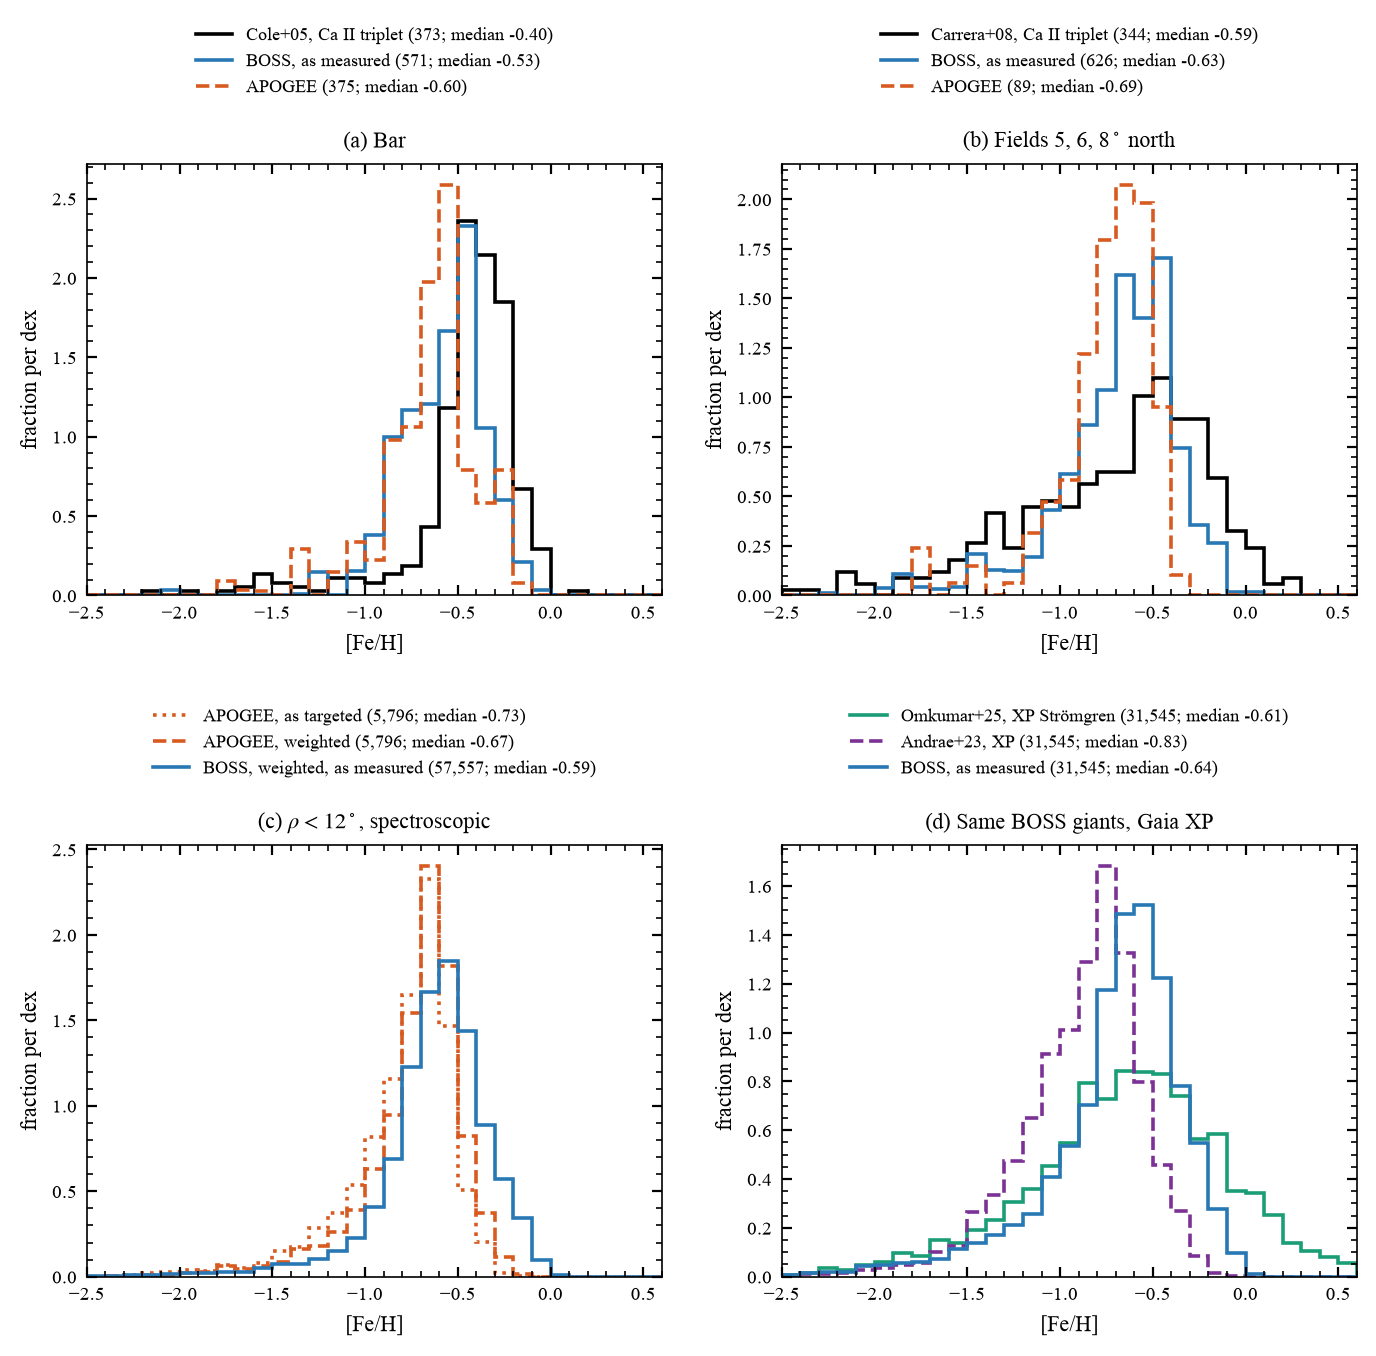 Cole+05, Ca II triplet (373; median -0.40)
BOSS, as measured (571; median -0.53)
APOGEE (375; median -0.60)
(a) Bar
fraction per dex
2.5
2.0
1.5
1.0
0.5
0.0
−2.5 −2.0 −1.5 −1.0 −0.5 0.0 0.5
[Fe/H]
Carrera+08, Ca II triplet (344; median -0.59)
BOSS, as measured (626; median -0.63)
APOGEE (89; median -0.69)
(b) Fields 5, 6, 8° north
fraction per dex
2.00
1.75
1.50
1.25
1.00
0.75
0.50
0.25
0.00
−2.5 −2.0 −1.5 −1.0 −0.5 0.0 0.5
[Fe/H]
APOGEE, as targeted (5,796; median -0.73)
APOGEE, weighted (5,796; median -0.67)
BOSS, weighted, as measured (57,557; median -0.59)
(c) ρ < 12°, spectroscopic
fraction per dex
2.5
2.0
1.5
1.0
0.5
0.0
−2.5 −2.0 −1.5 −1.0 −0.5 0.0 0.5
[Fe/H]
Omkumar+25, XP Strömgren (31,545; median -0.61)
Andrae+23, XP (31,545; median -0.83)
BOSS, as measured (31,545; median -0.64)
(d) Same BOSS giants, Gaia XP
fraction per dex
1.6
1.4
1.2
1.0
0.8
0.6
0.4
0.2
0.0
−2.5 −2.0 −1.5 −1.0 −0.5 0.0 0.5
[Fe/H]